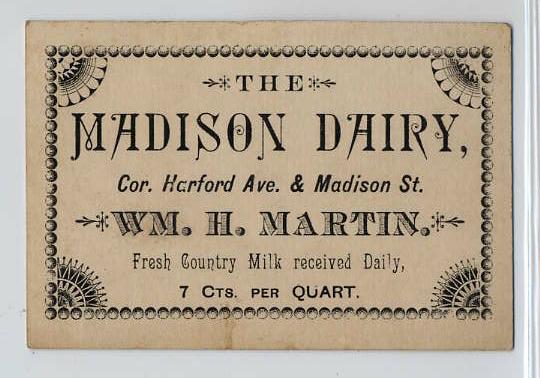 THE
MADISON DAIRY,
Cor. Harford Ave. & Madison St.
WM. H. MARTIN.
Fresh Country Milk received Daily,
7 CTS. PER QUART.